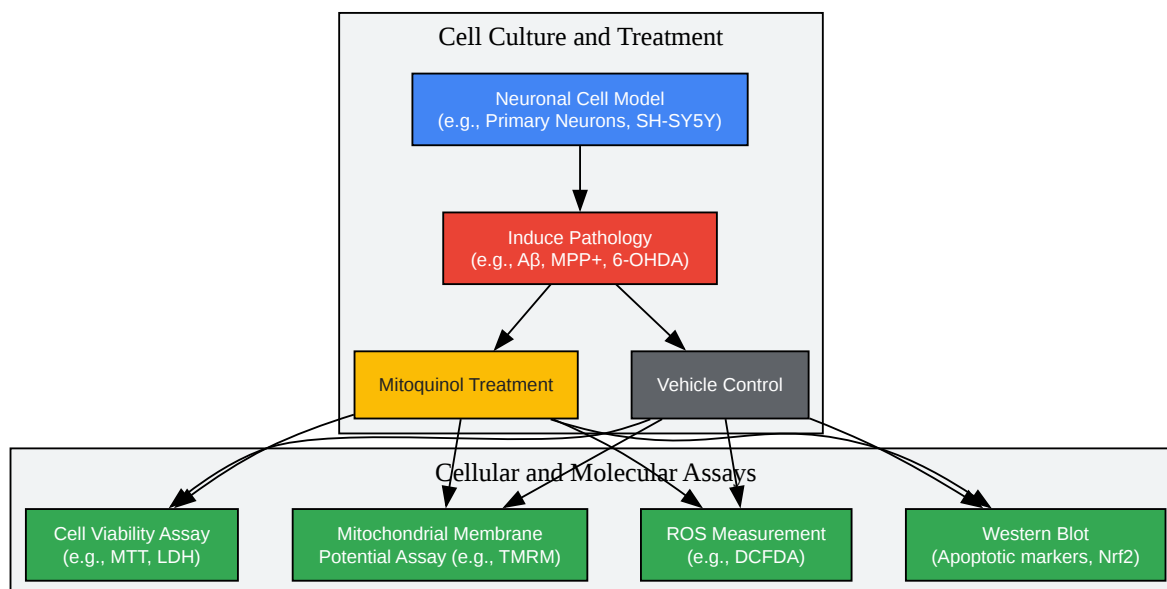 Cell Culture and Treatment
Neuronal Cell Model
(e.g., Primary Neurons, SH-SY5Y)
Induce Pathology
(e.g., Aβ, MPP+, 6-OHDA)
Mitoquinol Treatment
Vehicle Control
Cellular and Molecular Assays
Cell Viability Assay
(e.g., MTT, LDH)
Mitochondrial Membrane
Potential Assay (e.g., TMRM)
ROS Measurement
(e.g., DCFDA)
Western Blot
(Apoptotic markers, Nrf2)